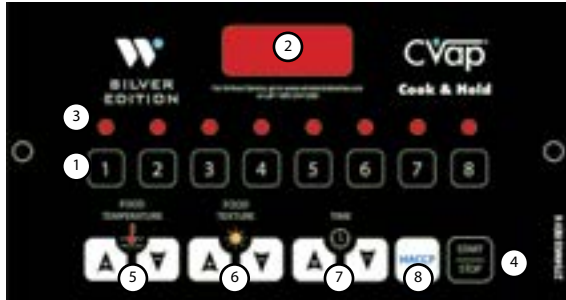 2
CVap
SILVER
EDITION
Cook & Hold
3
1
1 2 3 4 5 6 7 8
FOOD
TEMPERATURE
FOOD
TEXTURE
TIME
HACCP
START
STOP
4
5
6
7
8